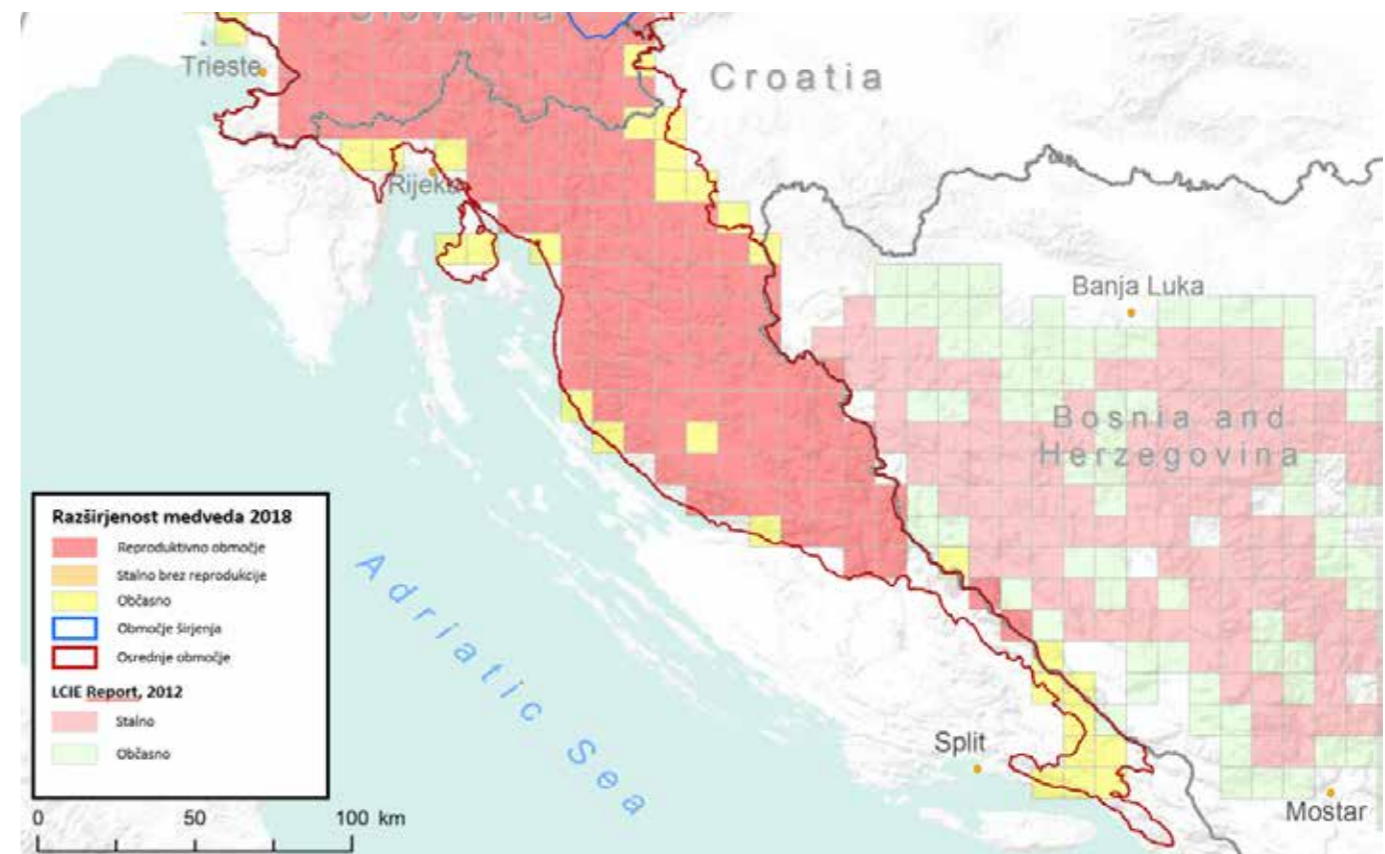 Slovenia
Trieste
Croatia
Rijeka
Banja Luka
Bosnia and
Herzegovina
Adriatic Sea
Split
Mostar
Razširjenost medveda 2018
Reproduktivno območje
Stalno brez reprodukcije
Občasno
Območje širjenja
Osrednje območje
LCIE Report, 2012
Stalno
Občasno
0 50 100 km